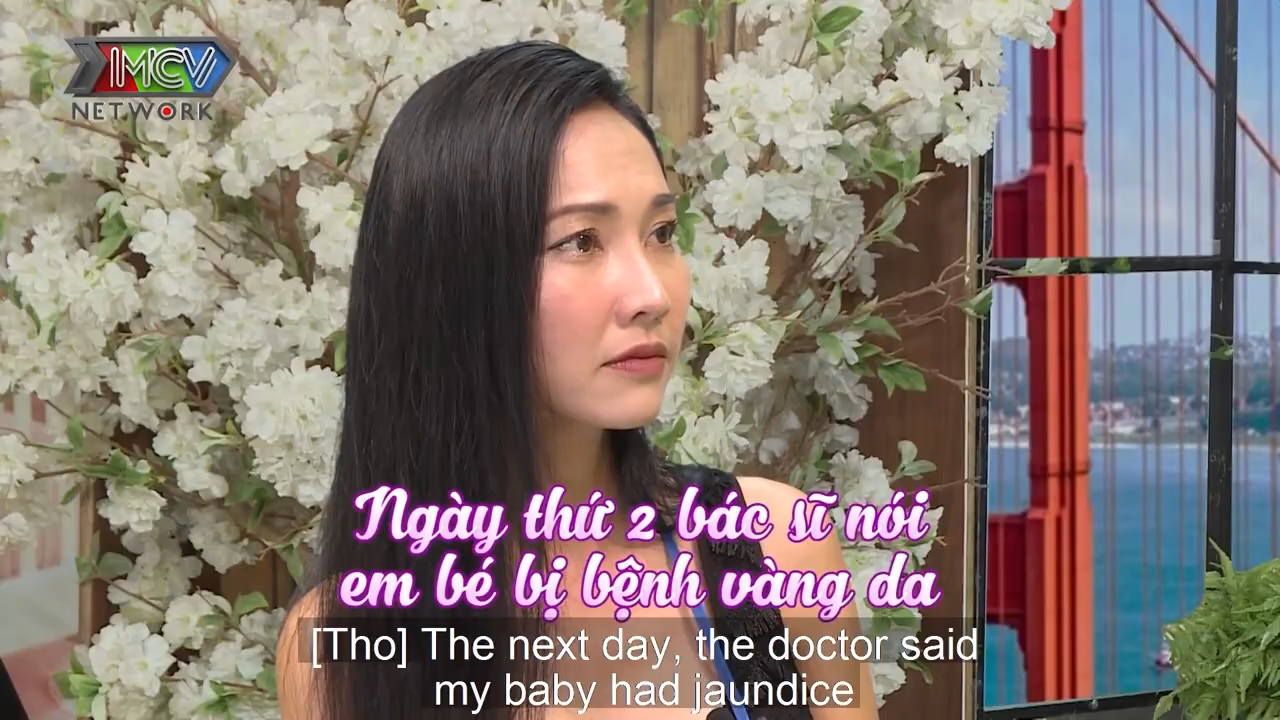 MCV
NETWORK
Ngày thứ 2 bác sĩ nói
em bé bị bệnh vàng da
[Tho] The next day, the doctor said
my baby had jaundice